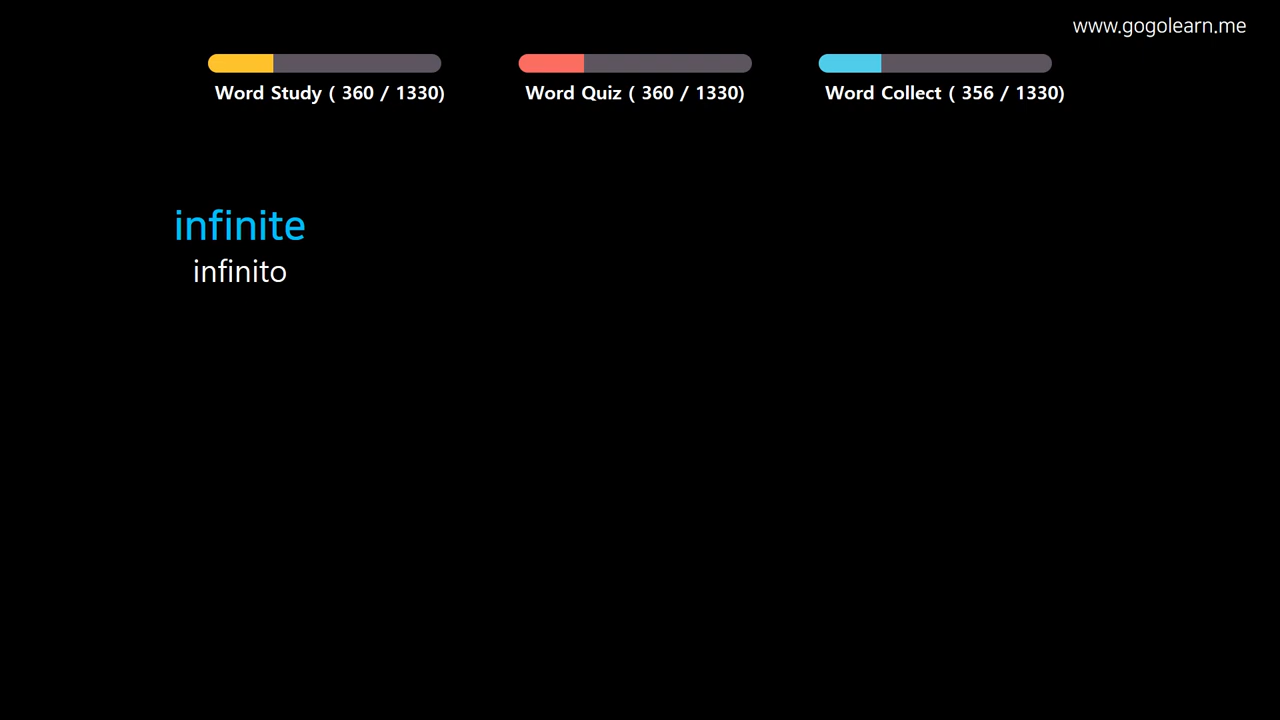 www.gogolearn.me
Word Study ( 360 / 1330)
Word Quiz ( 360 / 1330)
Word Collect ( 356 / 1330)
infinite
infinito